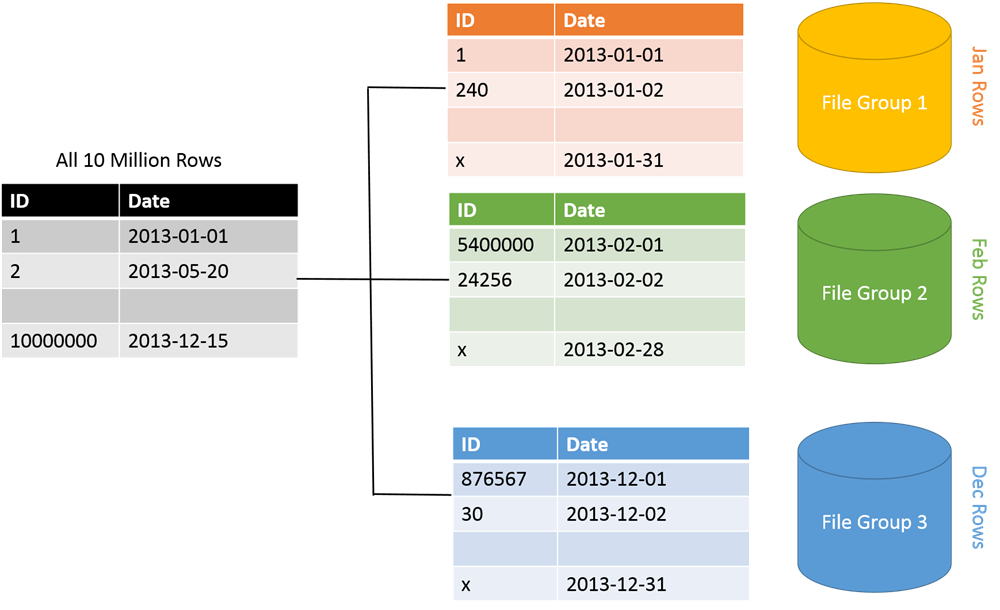 All 10 Million Rows
ID Date
1 2013-01-01
2 2013-05-20
10000000 2013-12-15
ID Date
1 2013-01-01
240 2013-01-02
x 2013-01-31
File Group 1
Jan Rows
ID Date
5400000 2013-02-01
24256 2013-02-02
x 2013-02-28
File Group 2
Feb Rows
ID Date
876567 2013-12-01
30 2013-12-02
x 2013-12-31
File Group 3
Dec Rows